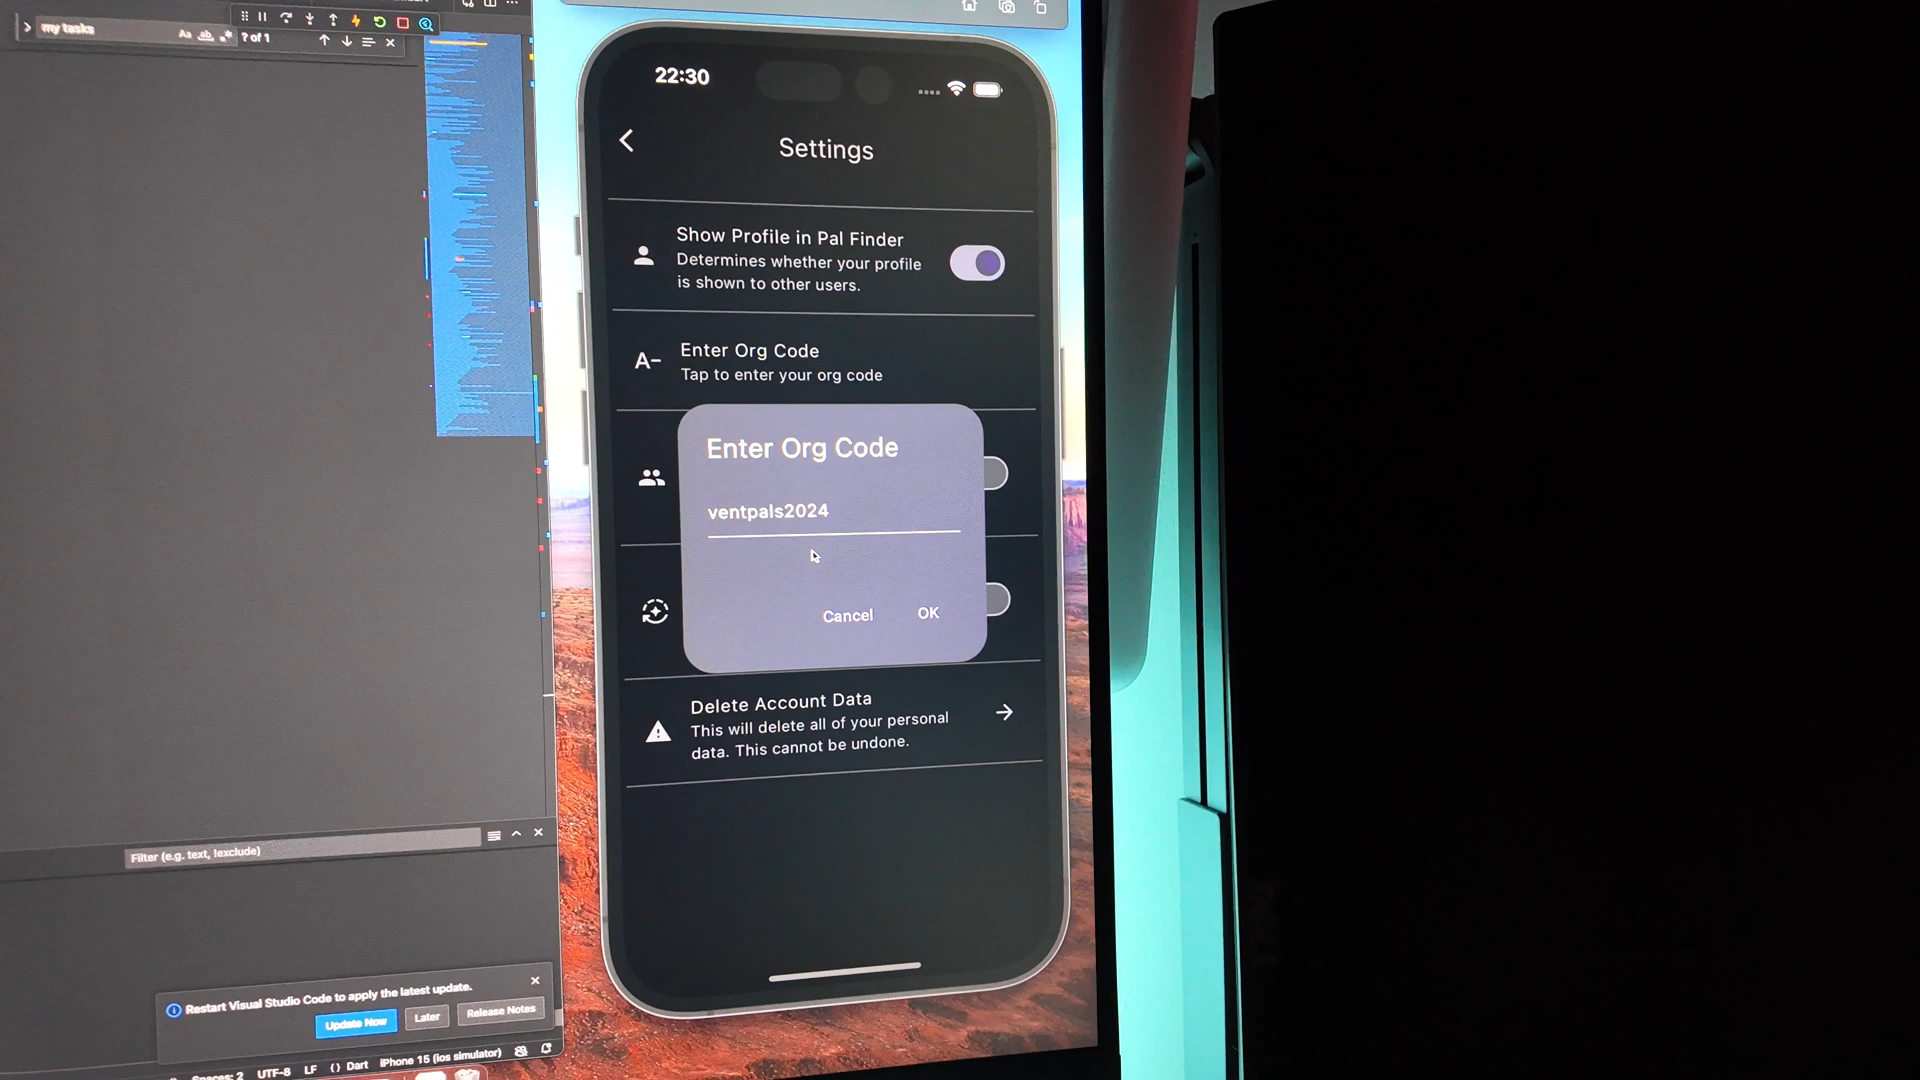 my tasks
Aa
ab
? of 1
22:30
Settings
Show Profile in Pal Finder
Determines whether your profile
is shown to other users.
A-
Enter Org Code
Tap to enter your org code
Enter Org Code
ventpals2024
Cancel
OK
Delete Account Data
This will delete all of your personal
data. This cannot be undone.
Filter (e.g. text, !exclude)
Restart Visual Studio Code to apply the latest update.
Update Now
Later
Release Notes
Spaces: 2
UTF-8
LF
{ } Dart
iPhone 15 (ios simulator)